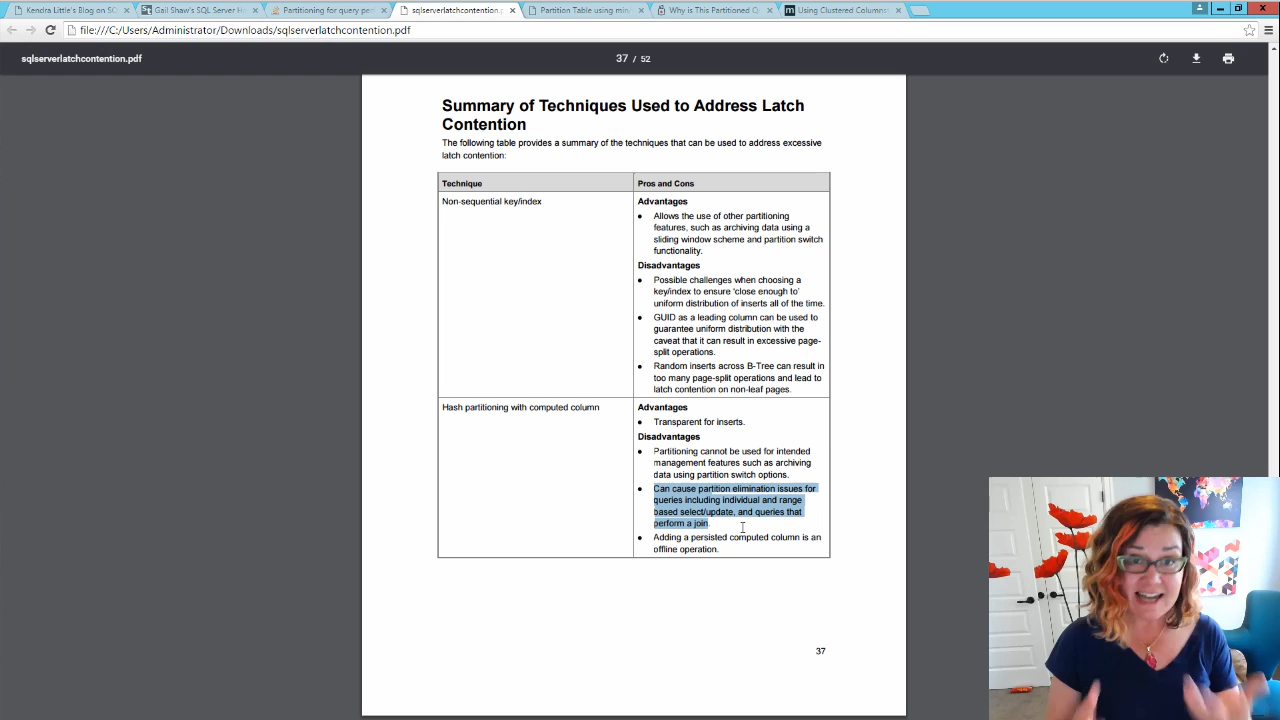 Kendra Little's Blog on SQ
Gail Shaw's SQL Server H
Partitioning for query per
sqlserverlatchcontention.p
Partition Table using min/
Why is This Partitioned Q
Using Clustered Columns
file:///C:/Users/Administrator/Downloads/sqlserverlatchcontention.pdf
sqlserverlatchcontention.pdf
37 / 52
Summary of Techniques Used to Address Latch
Contention
The following table provides a summary of the techniques that can be used to address excessive
latch contention:
Technique
Pros and Cons
Non-sequential key/index
Advantages
• Allows the use of other partitioning
features, such as archiving data using a
sliding window scheme and partition switch
functionality.
Disadvantages
• Possible challenges when choosing a
key/index to ensure ‘close enough to’
uniform distribution of inserts all of the time.
• GUID as a leading column can be used to
guarantee uniform distribution with the
caveat that it can result in excessive page-
split operations.
• Random inserts across B-Tree can result in
too many page-split operations and lead to
latch contention on non-leaf pages.
Hash partitioning with computed column
Advantages
• Transparent for inserts.
Disadvantages
• Partitioning cannot be used for intended
management features such as archiving
data using partition switch options.
• Can cause partition elimination issues for
queries including individual and range
based select/update, and queries that
perform a join.
• Adding a persisted computed column is an
offline operation.
37